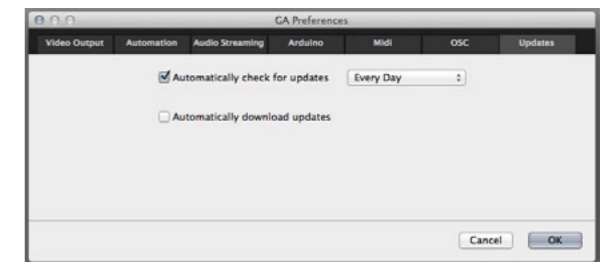 GA Preferences
Video Output Automation Audio Streaming Arduino Midi OSC Updates
Automatically check for updates Every Day
Automatically download updates
Cancel OK